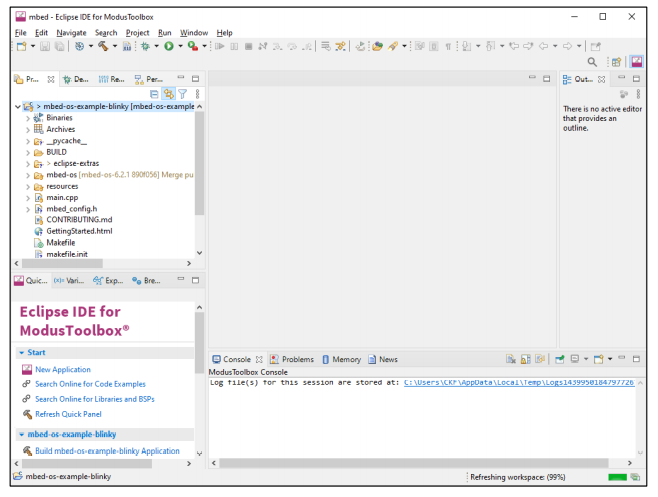 mbed - Eclipse IDE for ModusToolbox
File Edit Navigate Search Project Run Window Help
Pr... De... Re... Per...
> mbed-os-example-blinky [mbed-os-example
Binaries
Archives
__pycache__
BUILD
> eclipse-extras
mbed-os [mbed-os-6.2.1 890f056] Merge pu
resources
main.cpp
mbed_config.h
CONTRIBUTING.md
GettingStarted.html
Makefile
makefile.init
Out...
There is no active editor
that provides an
outline.
Quic... (x)= Vari... Exp... Bre...
Eclipse IDE for
ModusToolbox®
Start
New Application
Search Online for Code Examples
Search Online for Libraries and BSPs
Refresh Quick Panel
mbed-os-example-blinky
Build mbed-os-example-blinky Application
Console Problems Memory News
ModusToolbox Console
Log file(s) for this session are stored at: C:\Users\CKF\AppData\Local\Temp\Logs1439950184797726
mbed-os-example-blinky
Refreshing workspace: (99%)